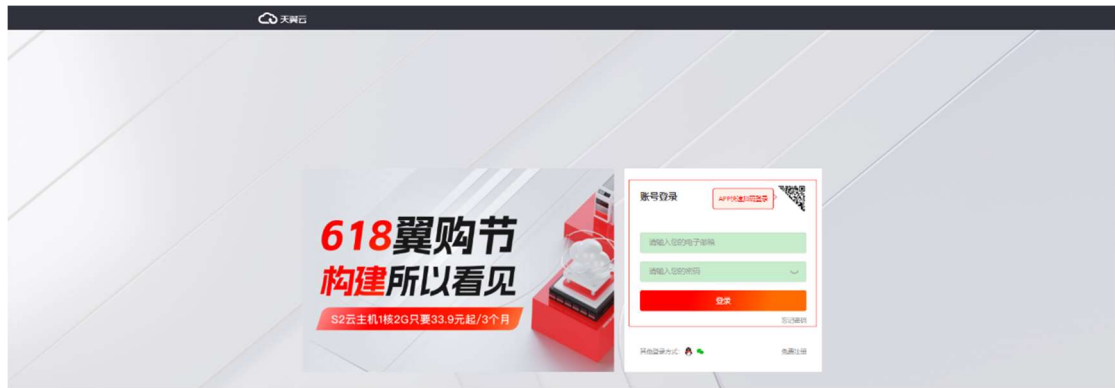 天翼云
618翼购节
构建所以看见
S2云主机1核2G只要33.9元起/3个月
账号登录
APP快速扫码登录
请输入您的电子邮箱
请输入您的密码
登录
忘记密码
其他登录方式:
免费注册